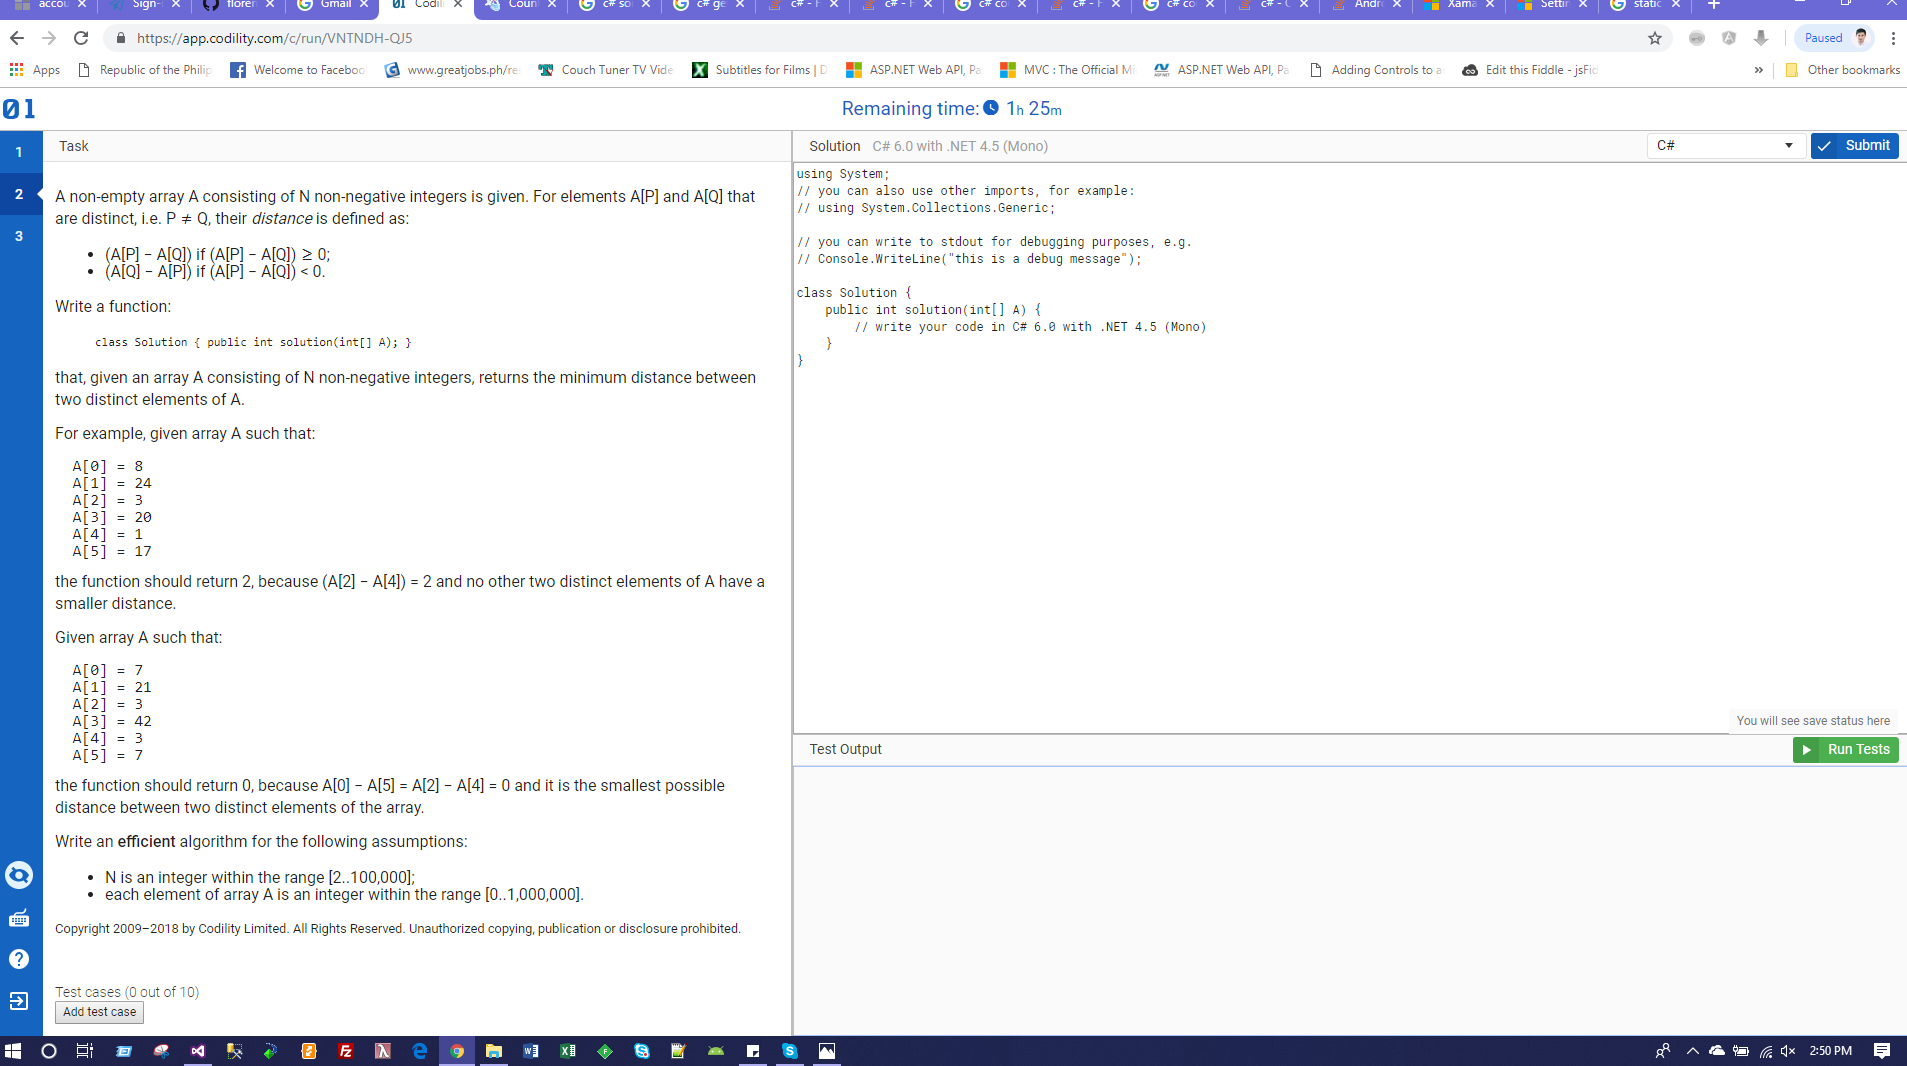 accou
Sign-
floren
Gmail
Codili
Coun
c# so
c# ge
c# - F
c# - F
c# co
c# - F
c# co
c# - C
Andr
Xama
Settin
static
https://app.codility.com/c/run/VNTNDH-QJ5
Paused
Apps
Republic of the Philip
Welcome to Faceboo
www.greatjobs.ph/re
Couch Tuner TV Vide
Subtitles for Films | D
ASP.NET Web API, Pa
MVC : The Official Mi
ASP.NET Web API, Pa
Adding Controls to a
Edit this Fiddle - jsFid
»
Other bookmarks
01
Remaining time: 1h 25m
1
2
3
Task
A non-empty array A consisting of N non-negative integers is given. For elements A[P] and A[Q] that
are distinct, i.e. P ≠ Q, their distance is defined as:
• (A[P] − A[Q]) if (A[P] − A[Q]) ≥ 0;
• (A[Q] − A[P]) if (A[P] − A[Q]) < 0.
Write a function:
class Solution { public int solution(int[] A); }
that, given an array A consisting of N non-negative integers, returns the minimum distance between
two distinct elements of A.
For example, given array A such that:
A[0] = 8
A[1] = 24
A[2] = 3
A[3] = 20
A[4] = 1
A[5] = 17
the function should return 2, because (A[2] − A[4]) = 2 and no other two distinct elements of A have a
smaller distance.
Given array A such that:
A[0] = 7
A[1] = 21
A[2] = 3
A[3] = 42
A[4] = 3
A[5] = 7
the function should return 0, because A[0] − A[5] = A[2] − A[4] = 0 and it is the smallest possible
distance between two distinct elements of the array.
Write an efficient algorithm for the following assumptions:
• N is an integer within the range [2..100,000];
• each element of array A is an integer within the range [0..1,000,000].
Copyright 2009–2018 by Codility Limited. All Rights Reserved. Unauthorized copying, publication or disclosure prohibited.
Test cases (0 out of 10)
Add test case
Solution C# 6.0 with .NET 4.5 (Mono)
C#
Submit
using System;
// you can also use other imports, for example:
// using System.Collections.Generic;
// you can write to stdout for debugging purposes, e.g.
// Console.WriteLine("this is a debug message");
class Solution {
public int solution(int[] A) {
// write your code in C# 6.0 with .NET 4.5 (Mono)
}
}
You will see save status here
Test Output
Run Tests
2:50 PM